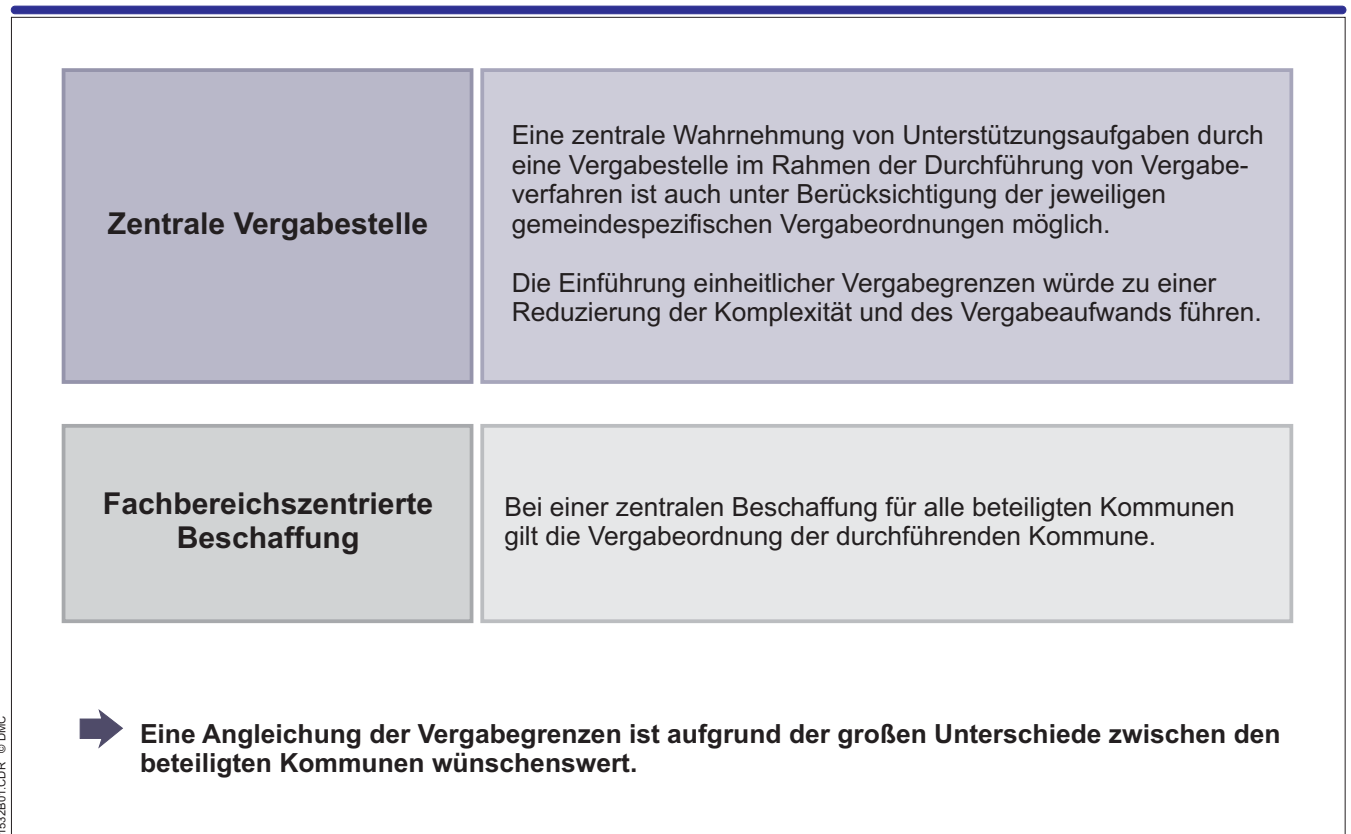 Zentrale Vergabestelle
Eine zentrale Wahrnehmung von Unterstützungsaufgaben durch
eine Vergabestelle im Rahmen der Durchführung von Vergabe-
verfahren ist auch unter Berücksichtigung der jeweiligen
gemeindespezifischen Vergabeordnungen möglich.
Die Einführung einheitlicher Vergabegrenzen würde zu einer
Reduzierung der Komplexität und des Vergabeaufwands führen.
Fachbereichszentrierte
Beschaffung
Bei einer zentralen Beschaffung für alle beteiligten Kommunen
gilt die Vergabeordnung der durchführenden Kommune.
Eine Angleichung der Vergabegrenzen ist aufgrund der großen Unterschiede zwischen den
beteiligten Kommunen wünschenswert.
1532B01.CDR © DMC